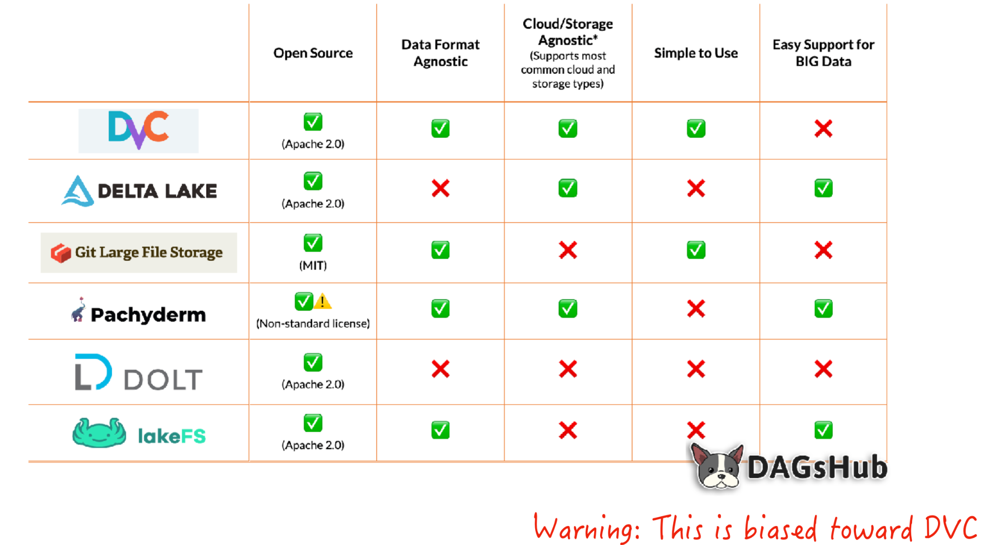 Open Source
Data Format
Agnostic
Cloud/Storage
Agnostic*
(Supports most
common cloud and
storage types)
Simple to Use
Easy Support for
BIG Data
DVC
(Apache 2.0)
DELTA LAKE
(Apache 2.0)
Git Large File Storage
(MIT)
Pachyderm
(Non-standard license)
DOLT
(Apache 2.0)
lakeFS
(Apache 2.0)
DAGsHub
Warning: This is biased toward DVC